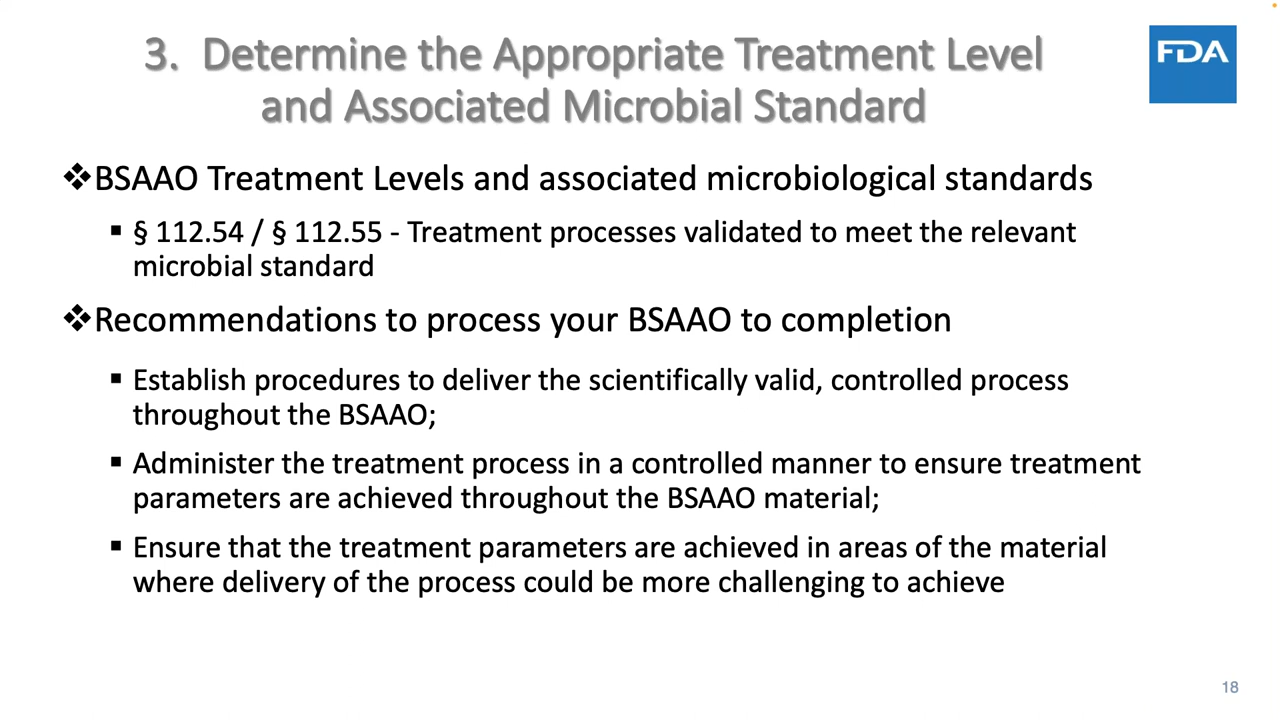 3. Determine the Appropriate Treatment Level
and Associated Microbial Standard
FDA
❖BSAAO Treatment Levels and associated microbiological standards
▪ § 112.54 / § 112.55 - Treatment processes validated to meet the relevant
microbial standard
❖Recommendations to process your BSAAO to completion
▪ Establish procedures to deliver the scientifically valid, controlled process
throughout the BSAAO;
▪ Administer the treatment process in a controlled manner to ensure treatment
parameters are achieved throughout the BSAAO material;
▪ Ensure that the treatment parameters are achieved in areas of the material
where delivery of the process could be more challenging to achieve
18